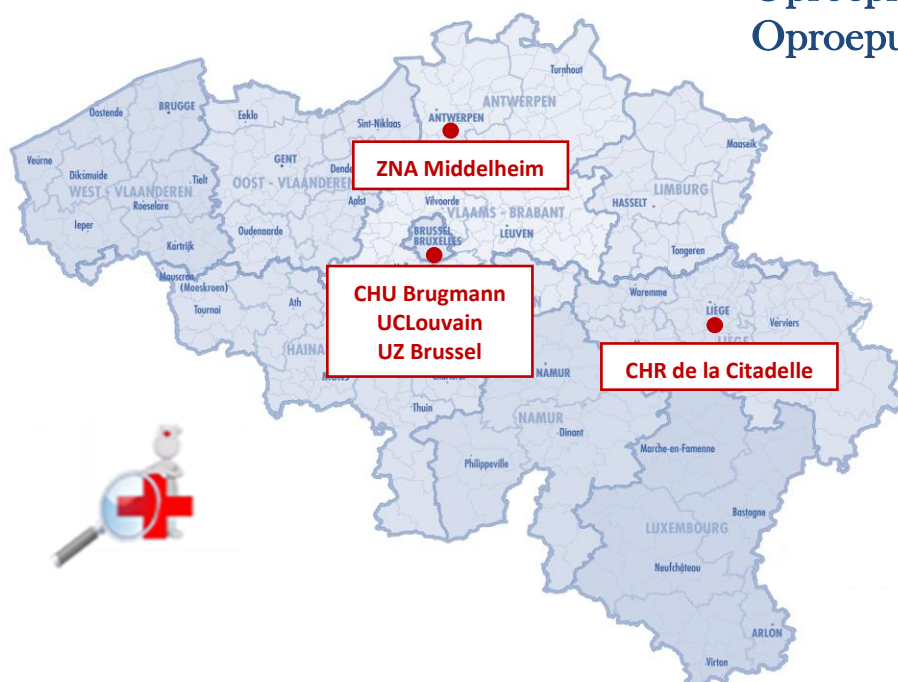 Oproepu
BRUGGE
Oostende
Eeklo
Sint-Niklaas
Turnhout
ANTWERPEN
ANTWERPEN
Veurne
Diksmuide
WEST - VLAANDEREN
Tielt
Roeselare
Ieper
Kortrijk
GENT
OOST - VLAANDEREN
Aalst
Oudenaarde
ZNA Middelheim
Maaseik
LIMBURG
HASSELT
Tongeren
Vilvoorde
VLAAMS - BRABANT
BRUSSEL
BRUXELLES
LEUVEN
Mouscron
(Moeskroen)
Tournai
Ath
CHU Brugmann
UCLouvain
UZ Brussel
Waremme
LIÈGE
Verviers
CHR de la Citadelle
NAMUR
Thuin
NAMUR
Dinant
Philippeville
Marche-en-Famenne
Bastogne
LUXEMBOURG
Neufchâteau
ARLON
Virton